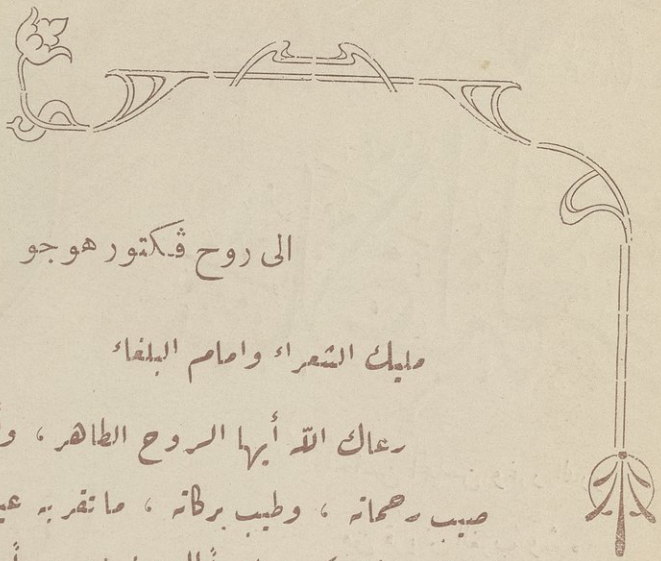 الى روح ڤكتور هوجو
مليك الشعراء وامام البلغاء
رعاك الله أيها الروح الطاهر ،
صيب رحماته ، وطيب بركاته ، ما تقر به